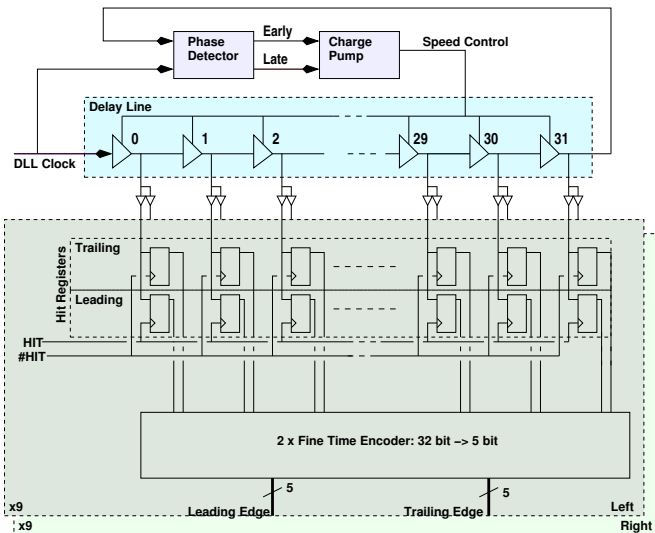 Phase
Detector
Early
Late
Charge
Pump
Speed Control
Delay Line
0
1
2
29
30
31
DLL Clock
Hit Registers
Trailing
Leading
HIT
#HIT
2 x Fine Time Encoder: 32 bit −> 5 bit
5
5
Leading Edge
Trailing Edge
x9
Left
x9
Right